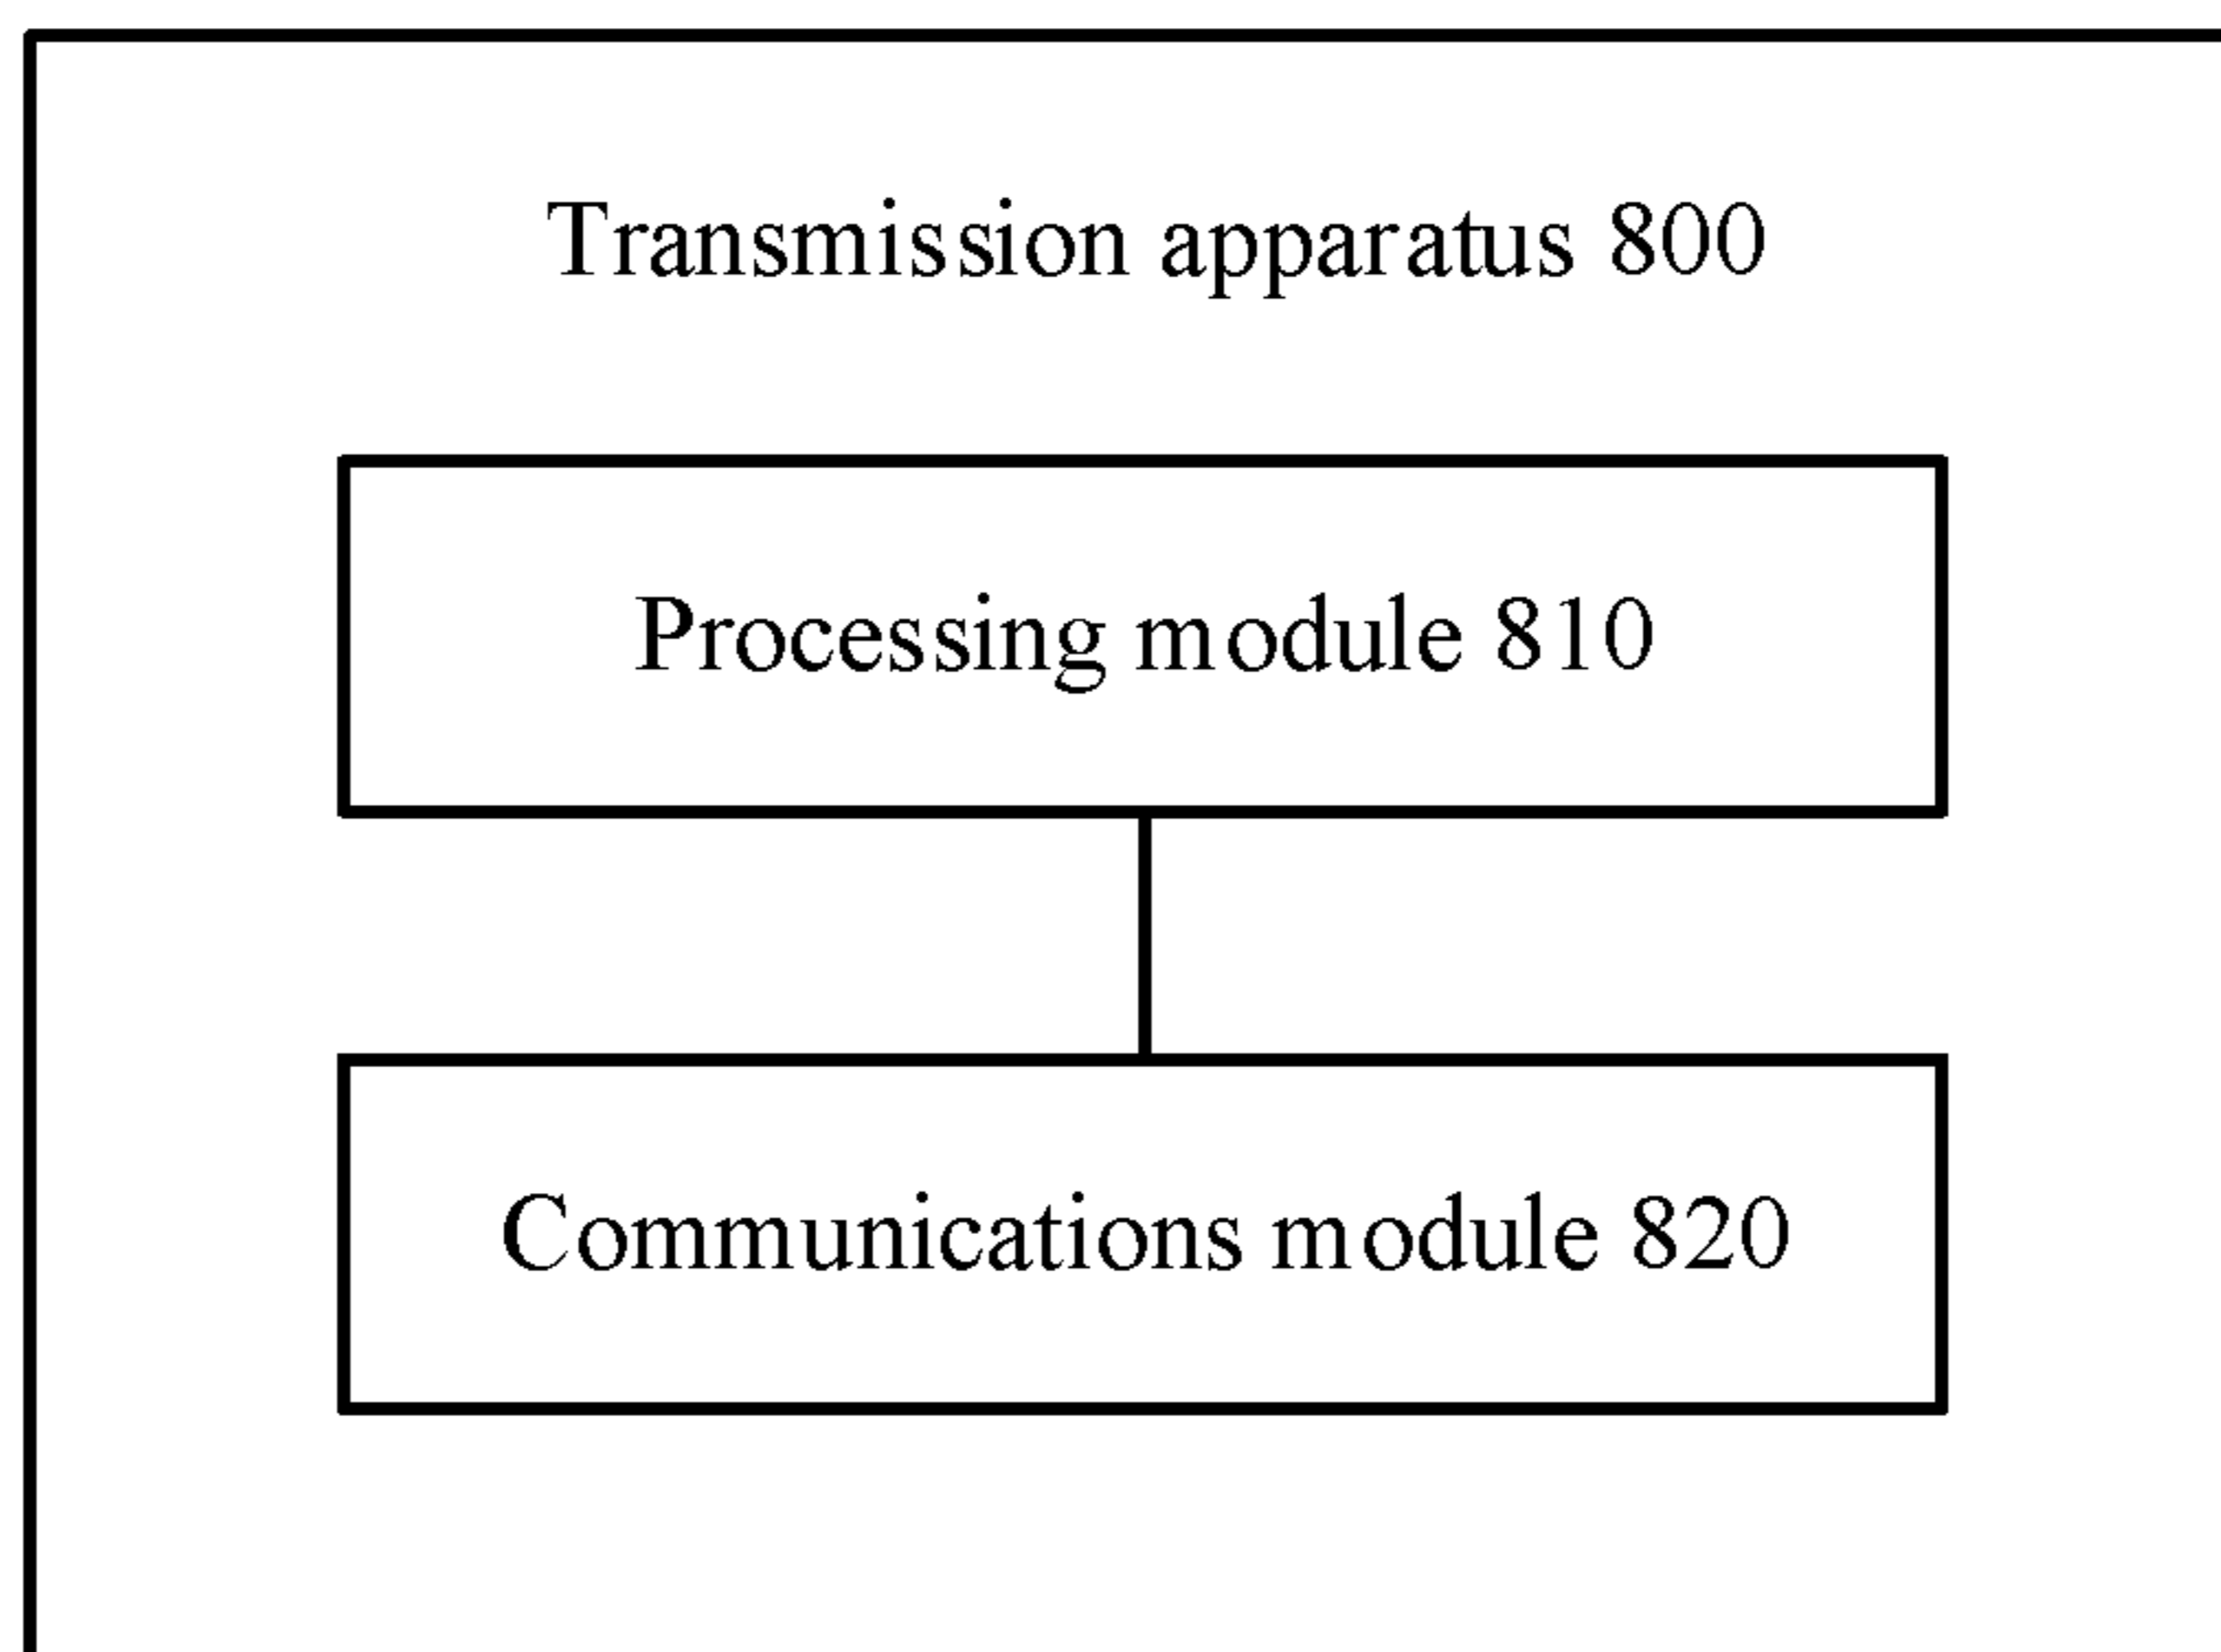 Transmission apparatus 800
Processing module 810
Communications module 820